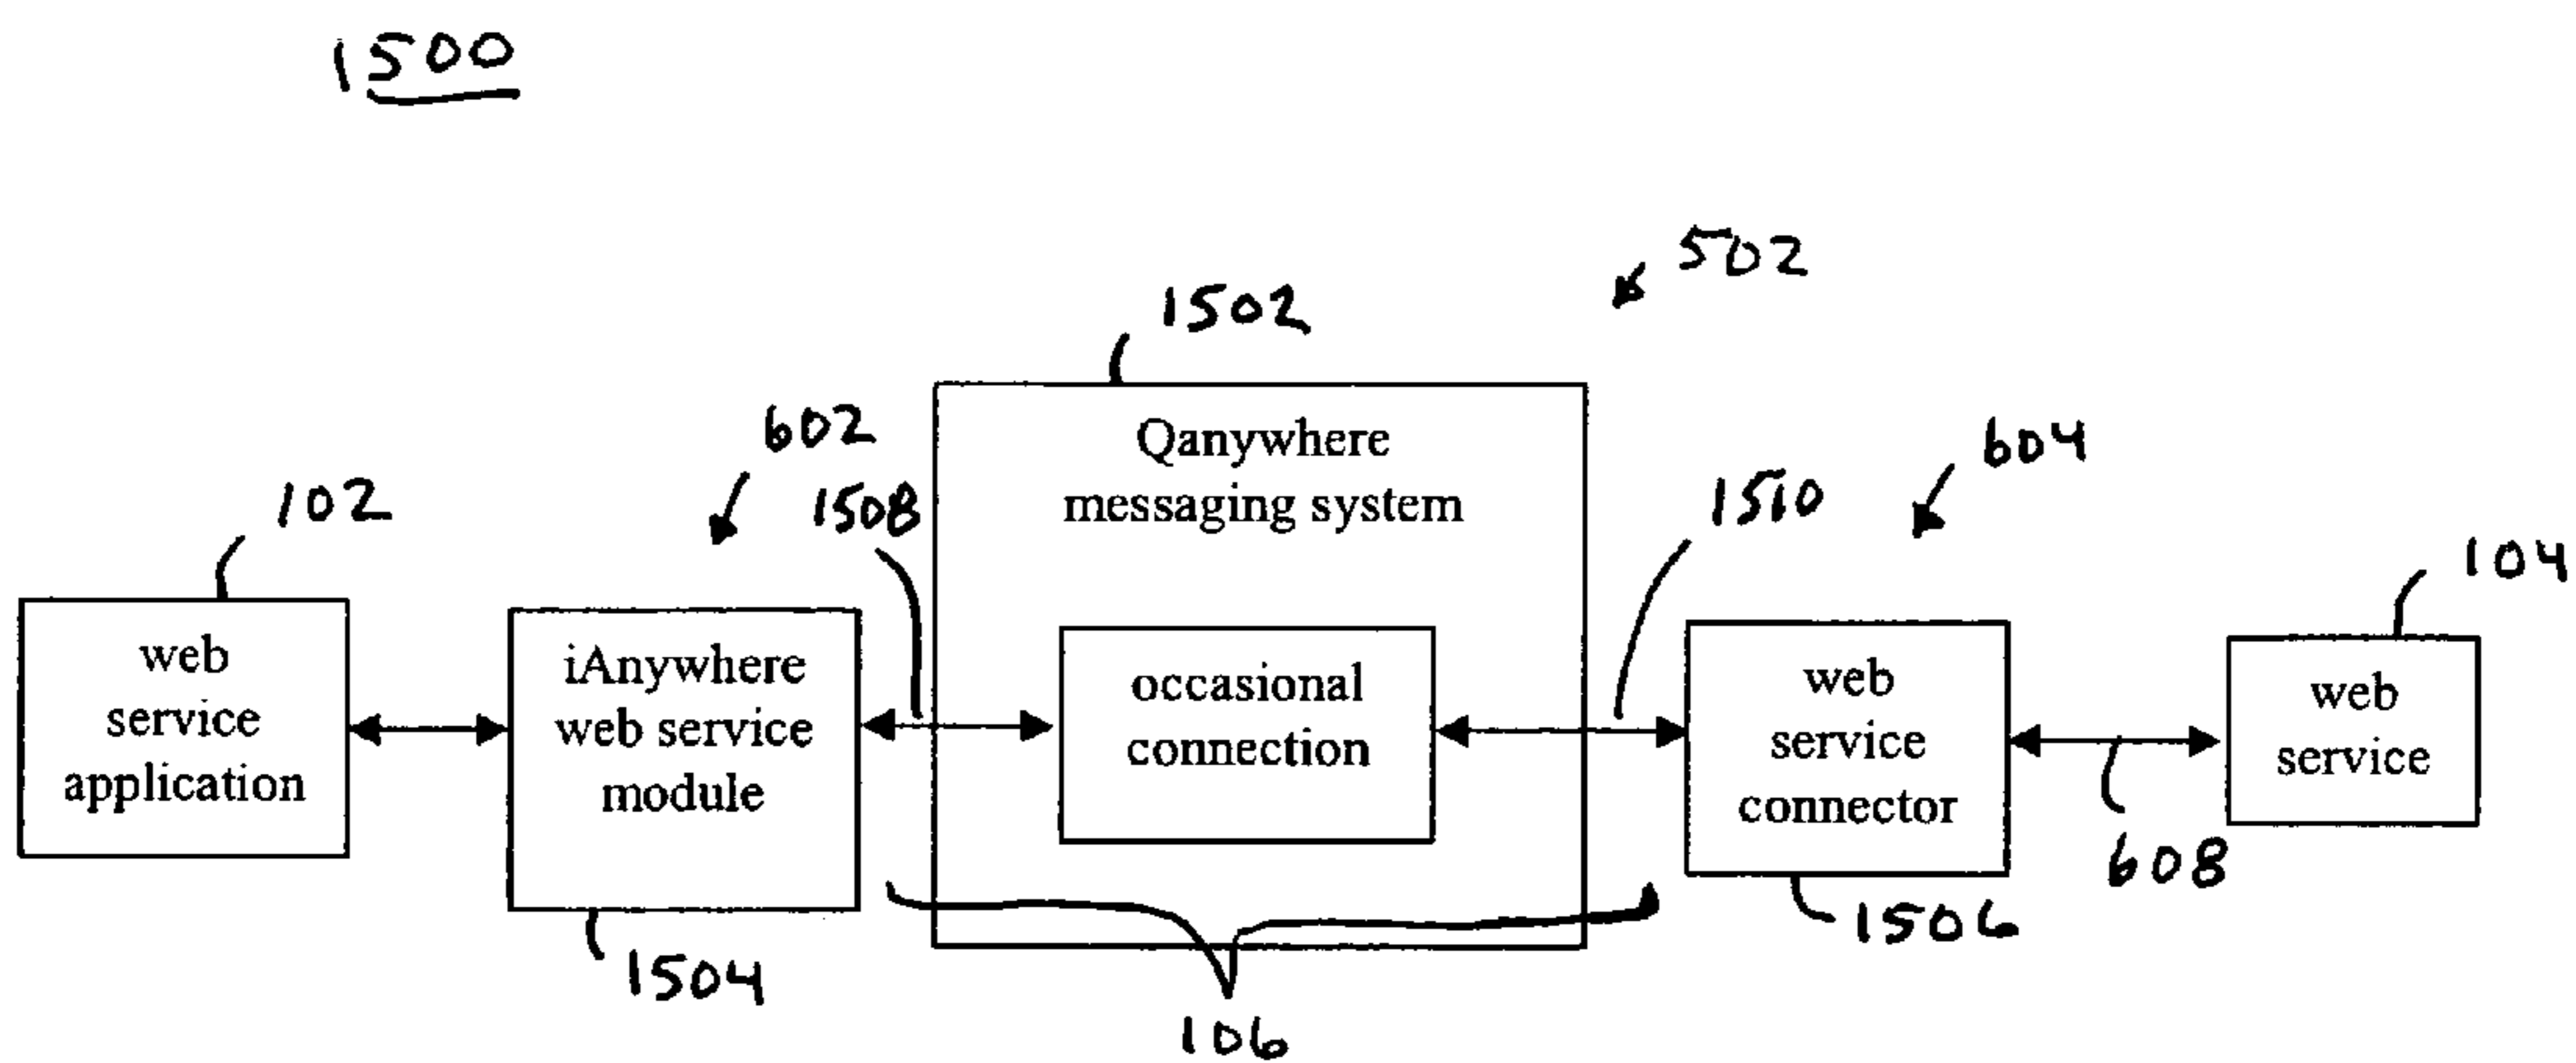 1500
502
1502
602
Qanywhere
messaging system
604
102
1508
1510
104
web
service
application
iAnywhere
web service
module
occasional
connection
web
service
connector
web
service
608
1504
1506
106